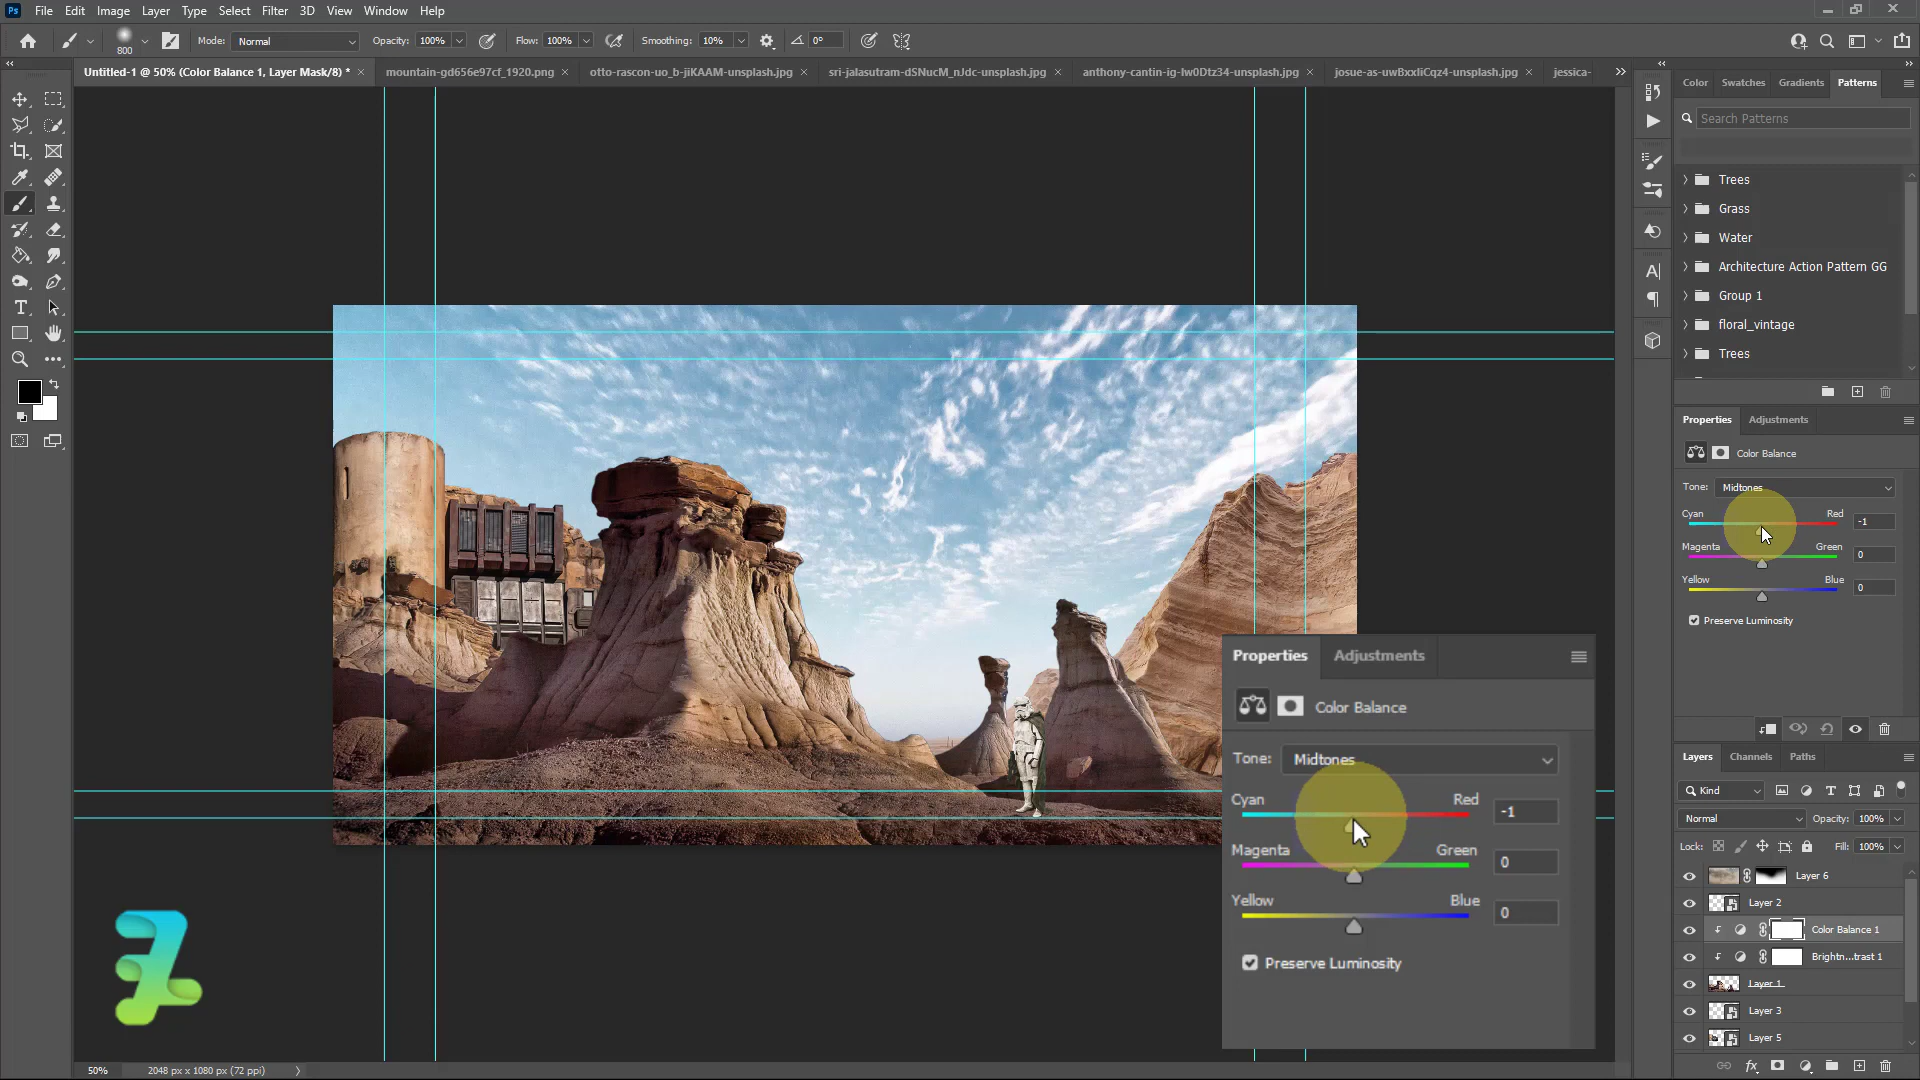 Ps File Edit Image Layer Type Select Filter 3D View Window Help
800 Mode: Normal Opacity: 100% Flow: 100% Smoothing: 10% 0°
Untitled-1 @ 50% (Color Balance 1, Layer Mask/8) * mountain-gd656e97cf_1920.png otto-rascon-uo_b-jiKAAM-unsplash.jpg sri-jalasutram-dSNucM_nJdc-unsplash.jpg anthony-cantin-ig-Iw0Dtz34-unsplash.jpg josue-as-uwBxxIiCqz4-unsplash.jpg jessica-
Color Swatches Gradients Patterns
Search Patterns
Trees
Grass
Water
Architecture Action Pattern GG
Group 1
floral_vintage
Trees
Properties Adjustments
Color Balance
Tone: Midtones
Cyan Red -1
Magenta Green 0
Yellow Blue 0
Preserve Luminosity
Properties Adjustments
Color Balance
Tone: Midtones
Cyan Red -1
Magenta Green 0
Yellow Blue 0
Preserve Luminosity
Layers Channels Paths
Kind
Normal Opacity: 100%
Lock: Fill: 100%
Layer 6
Layer 2
Color Balance 1
Brightn...trast 1
Layer 1
Layer 3
Layer 5
50% 2048 px x 1080 px (72 ppi)